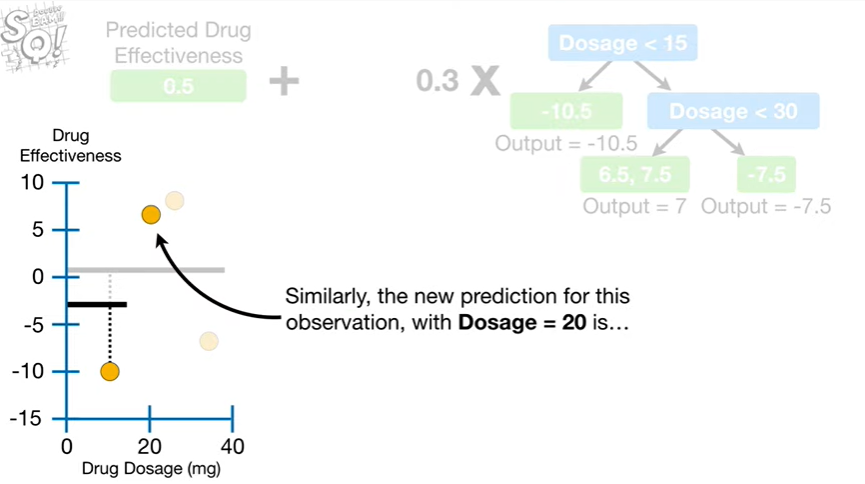 SQ!
Predicted Drug
Effectiveness
0.5
+
0.3 X
Dosage < 15
-10.5
Output = -10.5
Dosage < 30
6.5, 7.5
-7.5
Output = 7
Output = -7.5
Drug
Effectiveness
10
5
0
-5
-10
-15
0
20
40
Drug Dosage (mg)
Similarly, the new prediction for this
observation, with Dosage = 20 is…